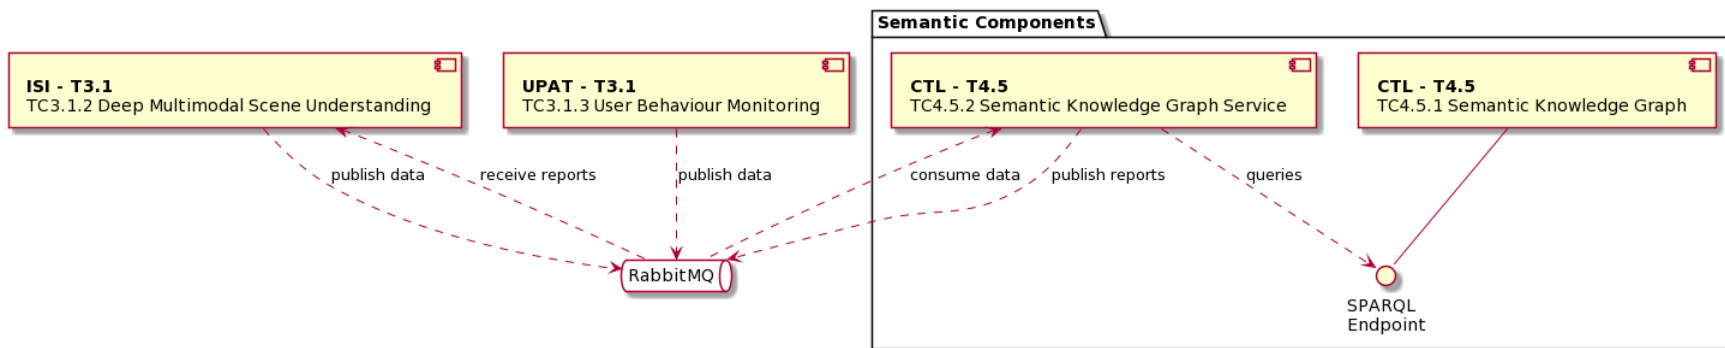 Semantic Components
ISI - T3.1
TC3.1.2 Deep Multimodal Scene Understanding
UPAT - T3.1
TC3.1.3 User Behaviour Monitoring
CTL - T4.5
TC4.5.2 Semantic Knowledge Graph Service
CTL - T4.5
TC4.5.1 Semantic Knowledge Graph
publish data
receive reports
publish data
consume data
publish reports
queries
RabbitMQ
SPARQL
Endpoint